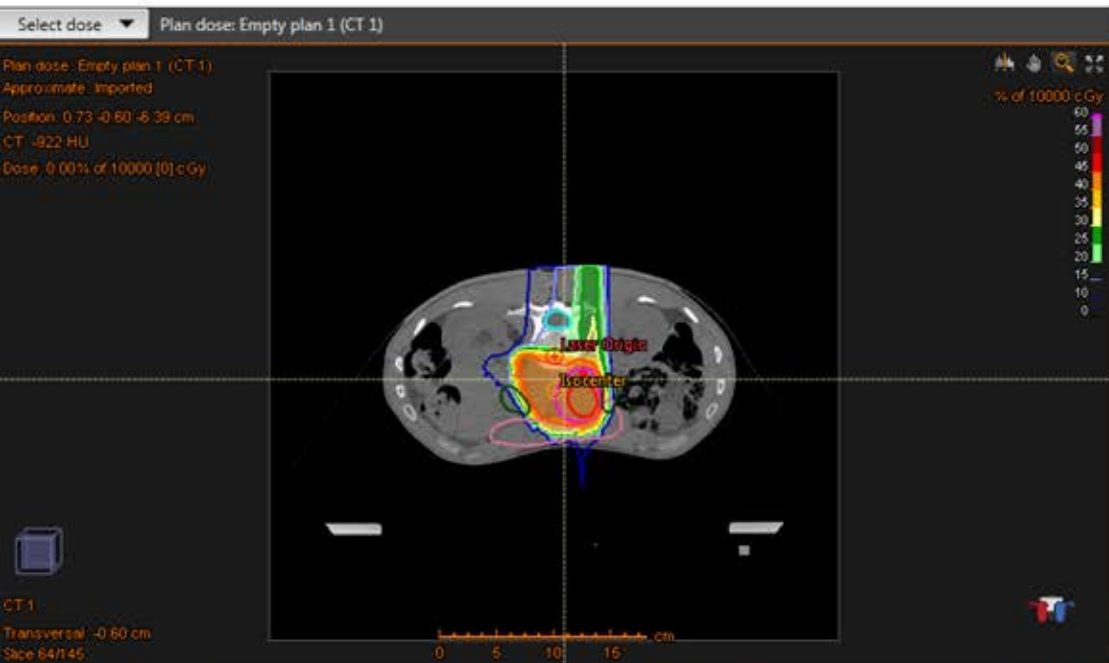 Select dose
Plan dose: Empty plan 1 (CT 1)
Plan dose: Empty plan 1 (CT 1)
Approximate, Imported
Position: 0.73 -0.60 -6.39 cm
CT: -822 HU
Dose: 0.00% of 10000 [0] cGy
% of 10000 cGy
60
55
50
45
40
35
30
25
20
15
10
0
Laser Origin
Isocenter
CT 1
Transversal: -0.60 cm
Slice 64/145
0 5 10 15 cm